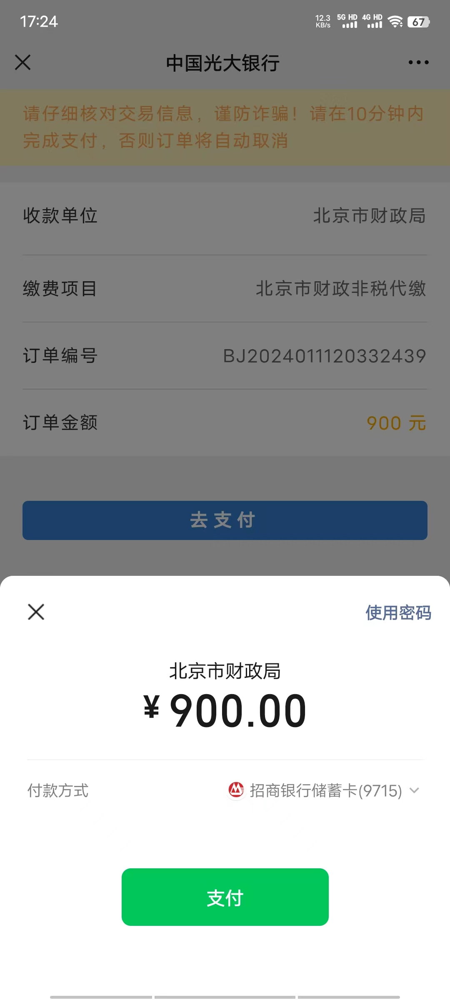 17:24
12.3 KB/s 5G HD 4G HD 67
中国光大银行
请仔细核对交易信息，谨防诈骗！请在10分钟内
完成支付，否则订单将自动取消
收款单位 北京市财政局
缴费项目 北京市财政非税代缴
订单编号 BJ2024011120332439
订单金额 900 元
去支付
使用密码
北京市财政局
¥900.00
付款方式 招商银行储蓄卡(9715)
支付